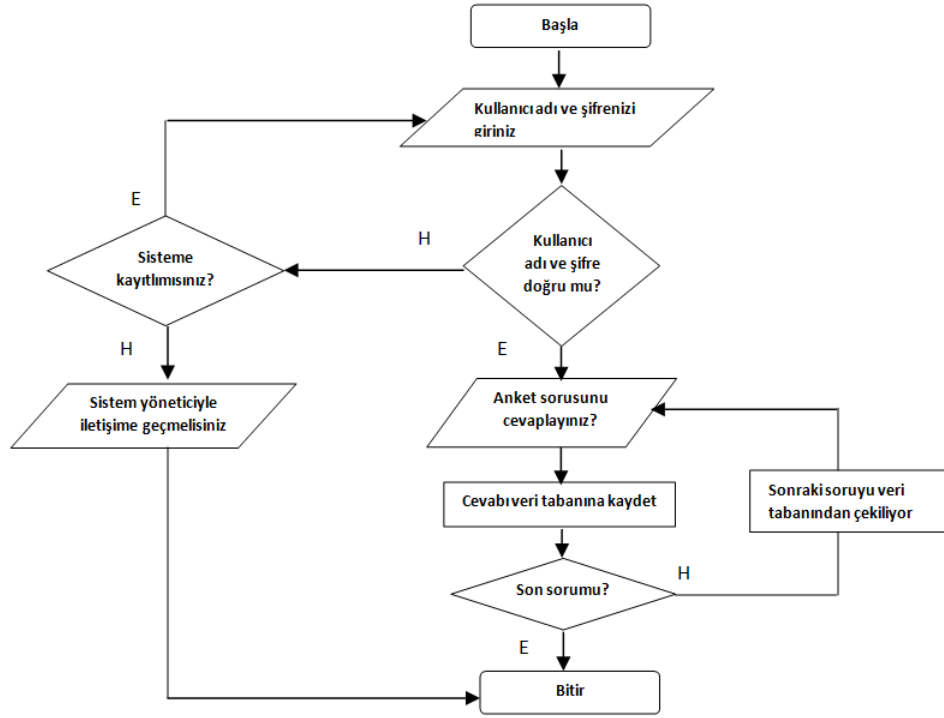 Başla
Kullanıcı adı ve şifrenizi
giriniz
E
H
Kullanıcı
adı ve şifre
doğru mu?
Sisteme
kayıtlımısınız?
H
E
Sistem yöneticiyle
iletişime geçmelisiniz
Anket sorusunu
cevaplayınız?
Cevabı veri tabanına kaydet
Sonraki soruyu veri
tabanından çekiliyor
Son sorumu?
H
E
Bitir